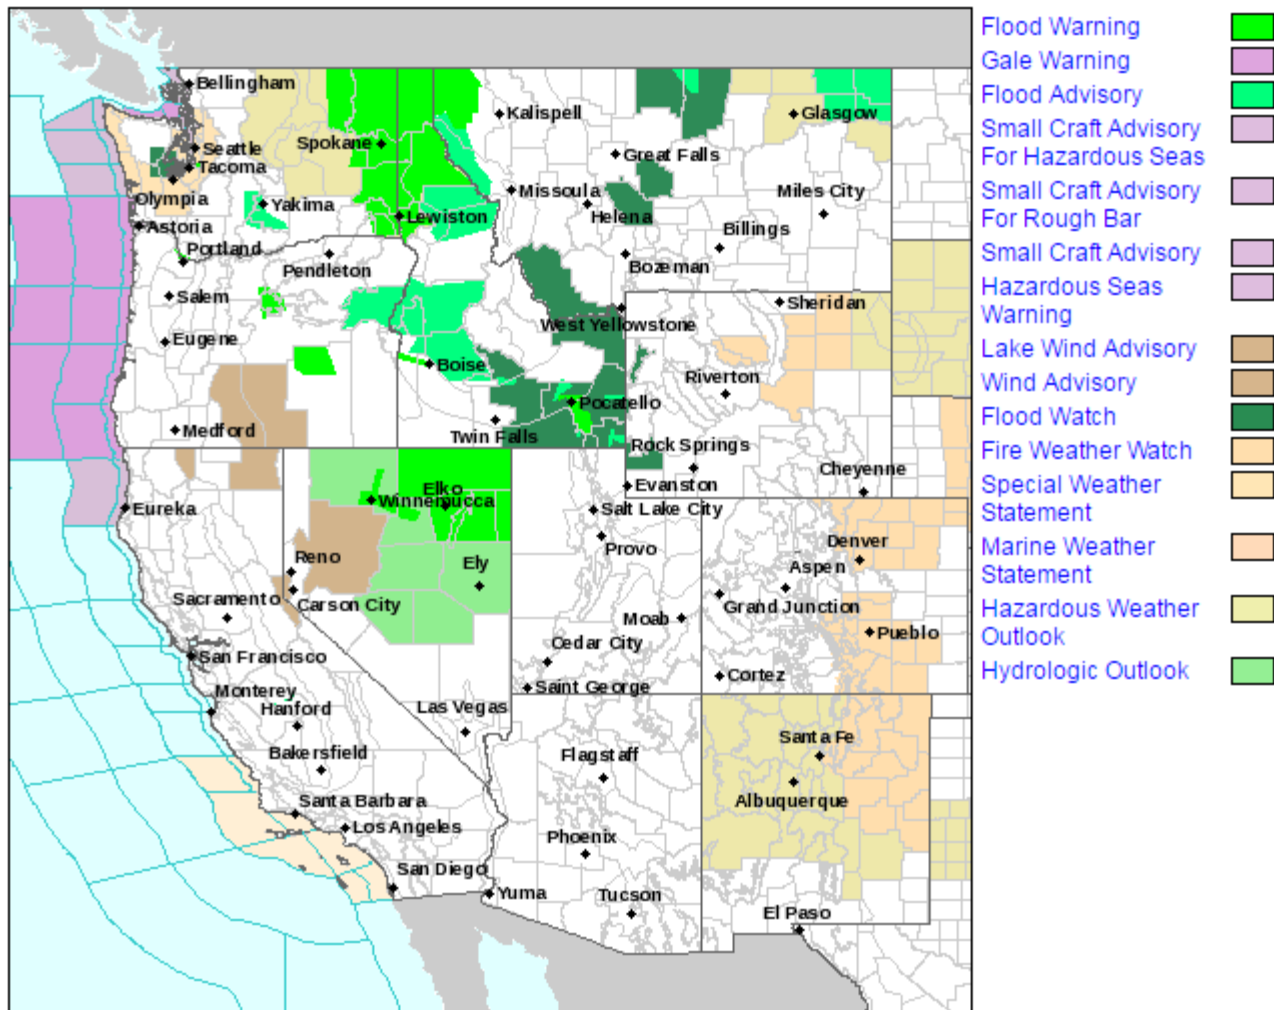 Bellingham
Kalispell
Glasgow
Spokane
Seattle
Great Falls
Tacoma
Missoula
Miles City
Olympia
Yakima
Lewiston
Helena
Astoria
Billings
Portland
Pendleton
Bozeman
Salem
Sheridan
West Yellowstone
Eugene
Boise
Riverton
Pocatello
Medford
Twin Falls
Rock Springs
Cheyenne
Elko
Evanston
Winnemucca
Eureka
Salt Lake City
Denver
Provo
Reno
Ely
Aspen
Sacramento
Carson City
Grand Junction
Moab
Pueblo
Cedar City
San Francisco
Cortez
Saint George
Monterey
Hanford
Las Vegas
Santa Fe
Bakersfield
Flagstaff
Albuquerque
Santa Barbara
Los Angeles
Phoenix
San Diego
Yuma
Tucson
El Paso
Flood Warning
Gale Warning
Flood Advisory
Small Craft Advisory
For Hazardous Seas
Small Craft Advisory
For Rough Bar
Small Craft Advisory
Hazardous Seas
Warning
Lake Wind Advisory
Wind Advisory
Flood Watch
Fire Weather Watch
Special Weather
Statement
Marine Weather
Statement
Hazardous Weather
Outlook
Hydrologic Outlook